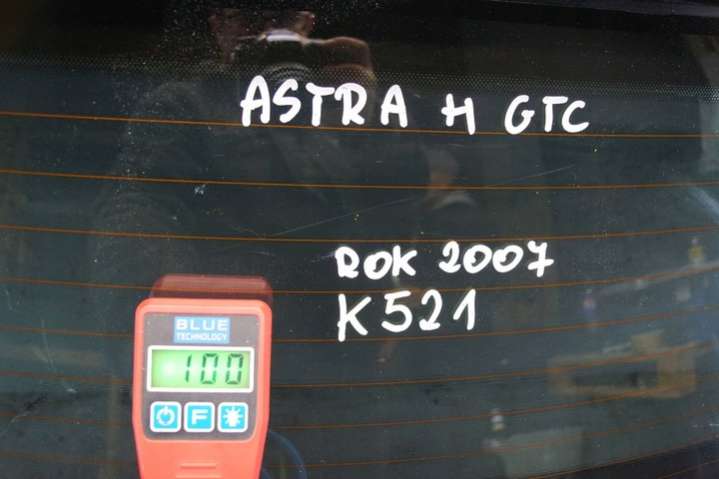 ASTRA H GTC
ROK 2007
K521
BLUE
TECHNOLOGY
100
F